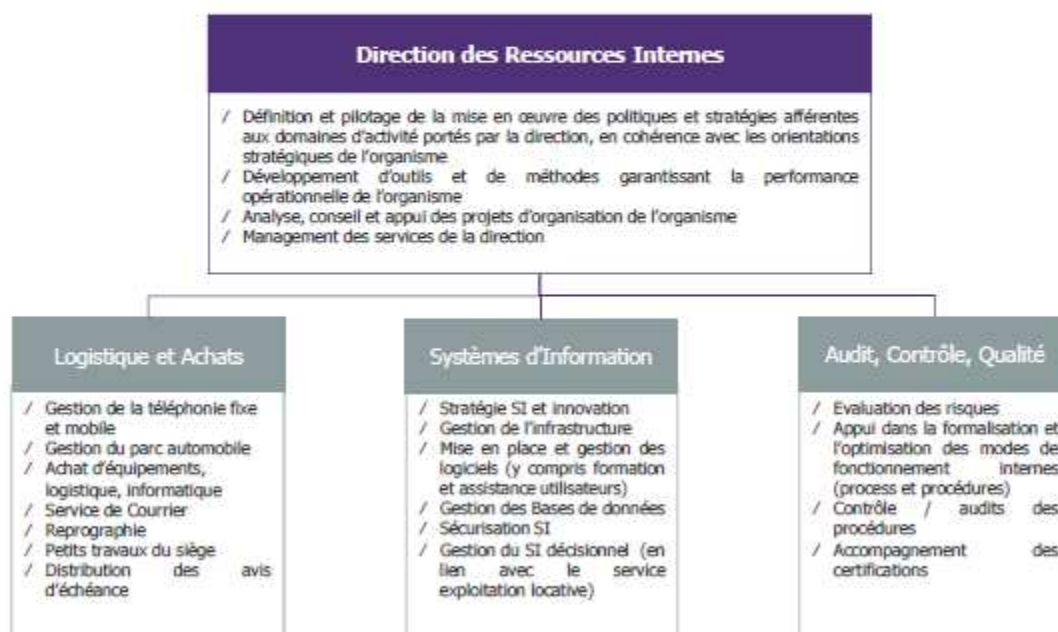 Direction des Ressources Internes
/ Définition et pilotage de la mise en œuvre des politiques et stratégies afférentes
aux domaines d'activité portés par la direction, en cohérence avec les orientations
stratégiques de l'organisme
/ Développement d'outils et de méthodes garantissant la performance
opérationnelle de l'organisme
/ Analyse, conseil et appui des projets d'organisation de l'organisme
/ Management des services de la direction
Logistique et Achats
/ Gestion de la téléphonie fixe
et mobile
/ Gestion du parc automobile
/ Achat d'équipements,
logistique, informatique
/ Service de Courrier
/ Reprographie
/ Petits travaux du siège
/ Distribution des avis
d'échéance
Systèmes d'Information
/ Stratégie SI et innovation
/ Gestion de l'infrastructure
/ Mise en place et gestion des
logiciels (y compris formation
et assistance utilisateurs)
/ Gestion des Bases de données
/ Sécurisation SI
/ Gestion du SI décisionnel (en
lien avec le service
exploitation locative)
Audit, Contrôle, Qualité
/ Evaluation des risques
/ Appui dans la formalisation et
l'optimisation des modes de
fonctionnement internes
(process et procédures)
/ Contrôle / audits des
procédures
/ Accompagnement des
certifications